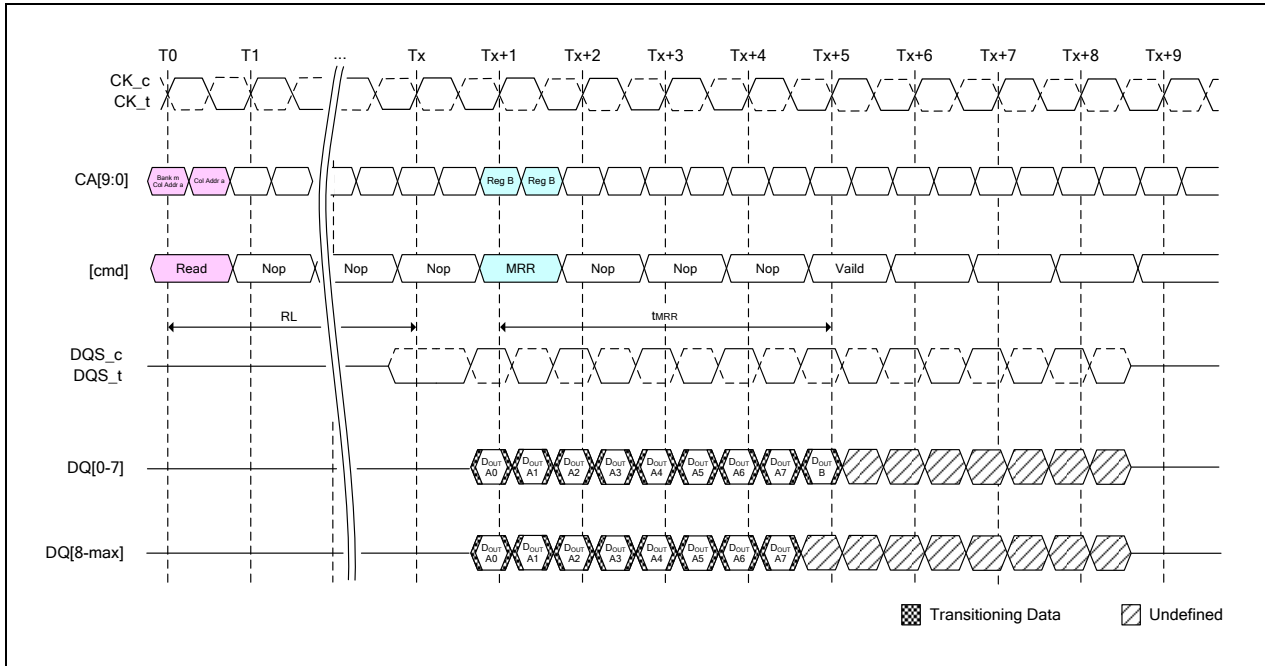 T0 T1 ... Tx Tx+1 Tx+2 Tx+3 Tx+4 Tx+5 Tx+6 Tx+7 Tx+8 Tx+9
CK_c
CK_t
CA[9:0] Bank m Col Addr a Col Addr a Reg B Reg B
[cmd] Read Nop Nop Nop MRR Nop Nop Nop Vaild
RL tMRR
DQS_c
DQS_t
DQ[0-7] DOUT A0 DOUT A1 DOUT A2 DOUT A3 DOUT A4 DOUT A5 DOUT A6 DOUT A7 DOUT B
DQ[8-max] DOUT A0 DOUT A1 DOUT A2 DOUT A3 DOUT A4 DOUT A5 DOUT A6 DOUT A7
Transitioning Data Undefined